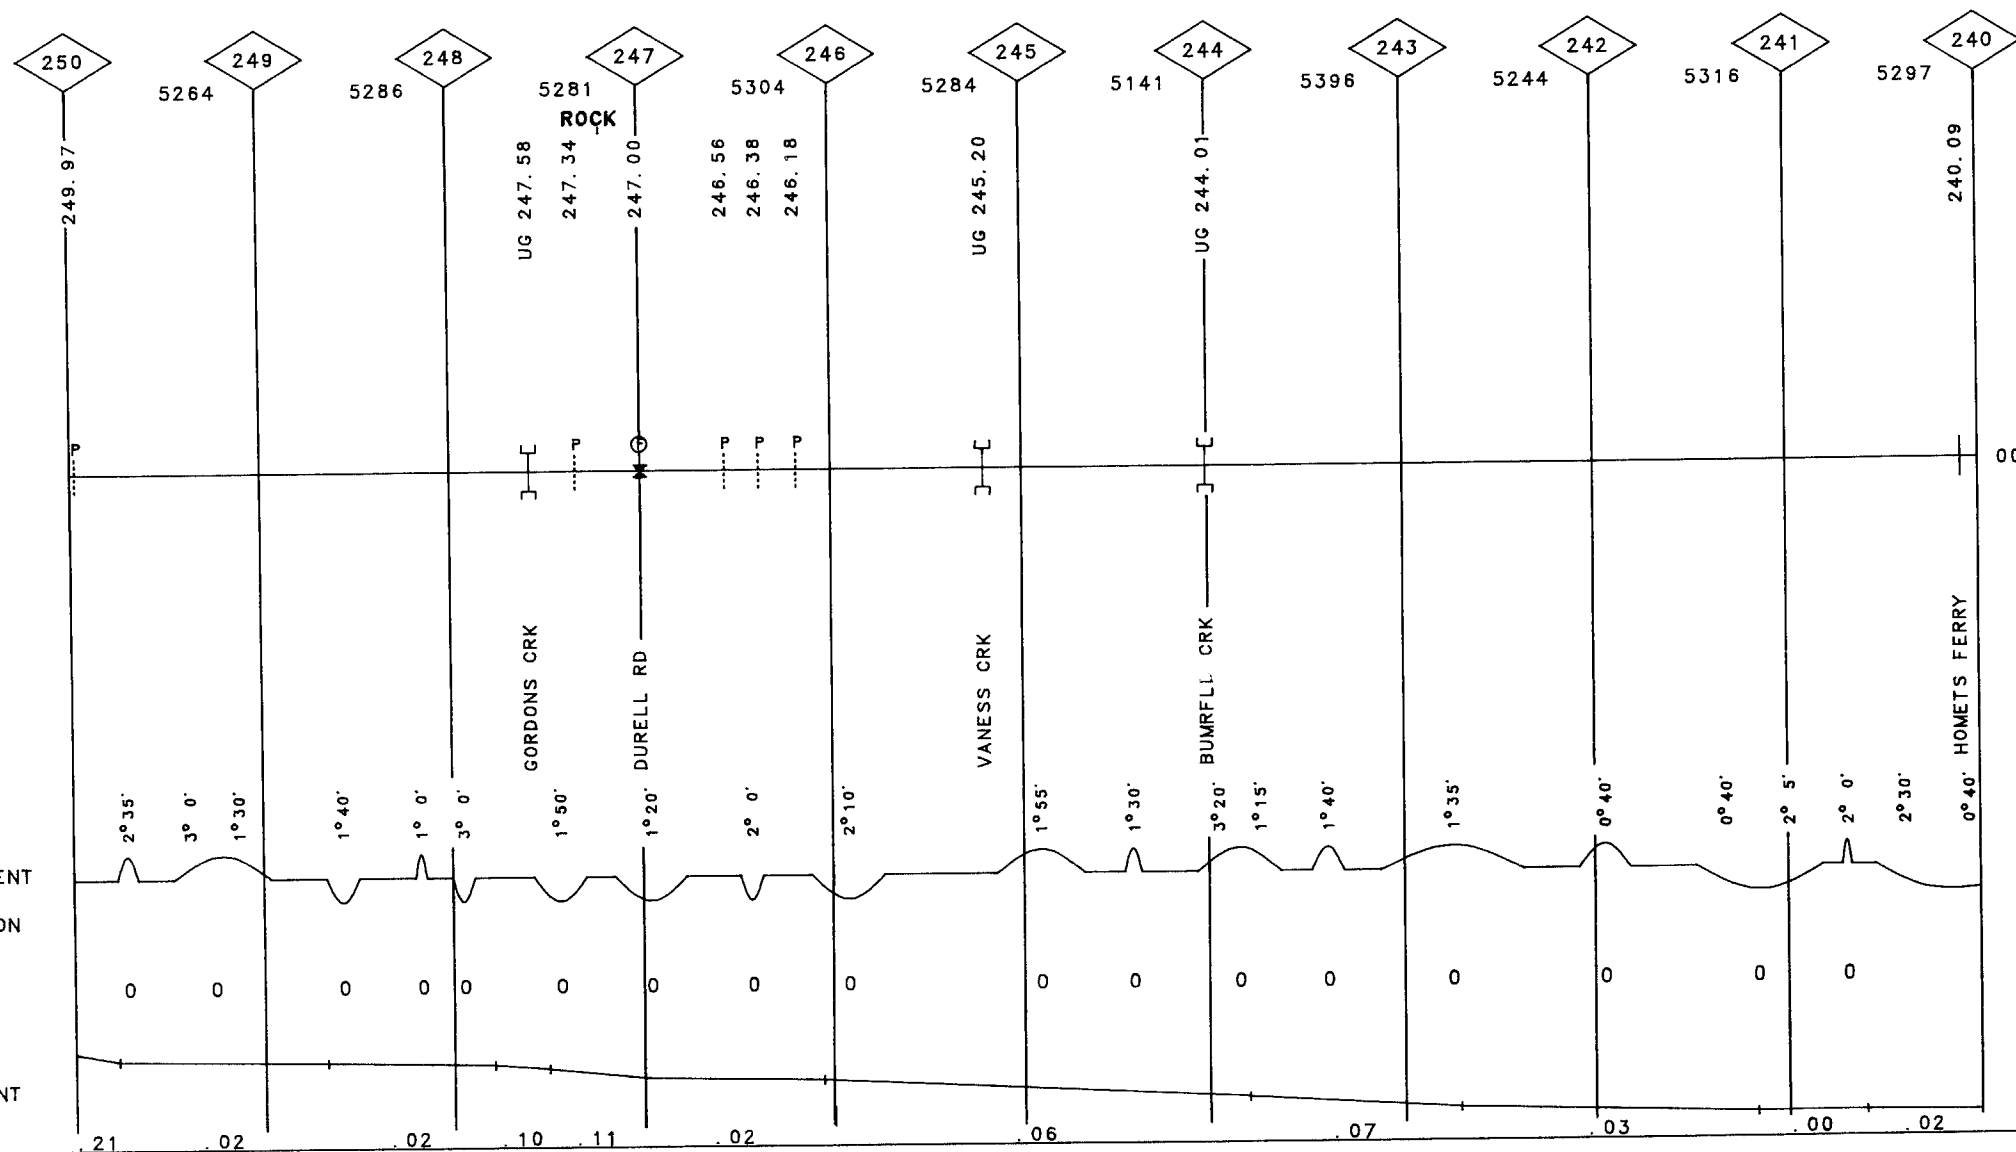 250 249 248 247 246 245 244 243 242 241 240
5264 5286 5281 5304 5284 5141 5396 5244 5316 5297
ROCK
249.97
UG 247.58
247.34
247.00
246.56
246.38
246.18
UG 245.20
UG 244.01
240.09
P P F P P P
GORDONS CRK
DURELL RD
VANESS CRK
BUMRFLL CRK
HOMETS FERRY
2°35' 3° 0' 1°30' 1°40' 1° 0' 3° 0' 1°50' 1°20' 2° 0' 2°10' 1°55' 1°30' 3°20' 1°15' 1°40' 1°35' 0°40' 0°40' 2° 5' 2° 0' 2°30' 0°40'
ENT
ON
0 0 0 0 0 0 0 0 0 0 0 0 0 0 0 0 0
NT
.21 .02 .02 .10 .11 .02 .06 .07 .03 .00 .02